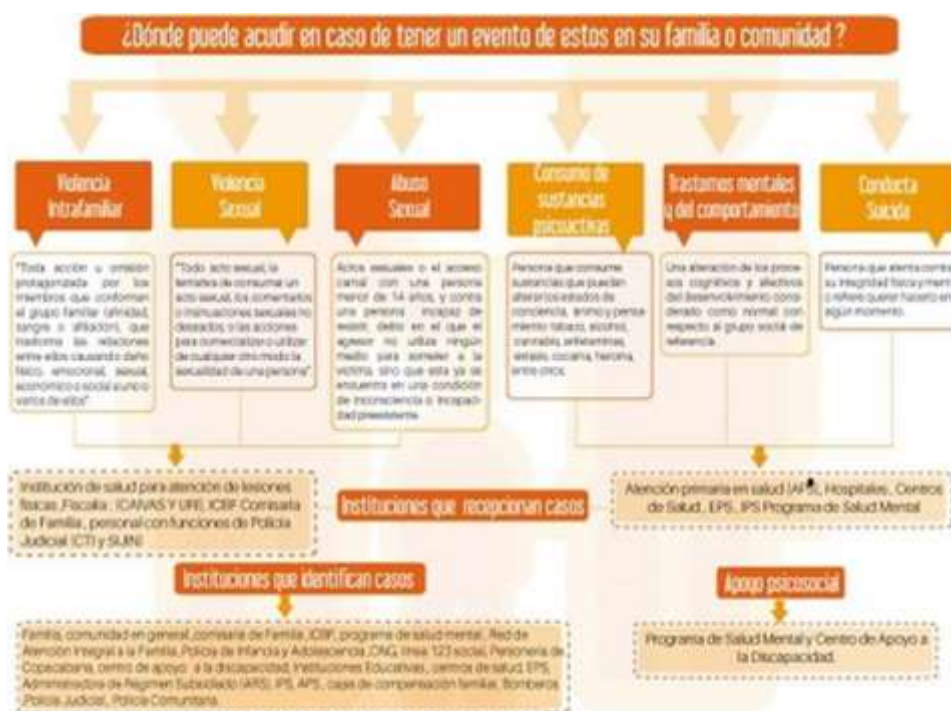 ¿Dónde puede acudir en caso de tener un evento de estos en su familia o comunidad ?
Violencia
Intrafamiliar
Violencia
Sexual
Abuso
Sexual
Consumo de
sustancias
psicoactivas
Trastornos mentales
y del comportamiento
Conducta
Suicida
"Toda acción u omisión
protagonizada por los
miembros que conforman
el grupo familiar (afinidad,
sangre o afiliación), que
trastorna las relaciones
entre ellos causando daño
físico, emocional, sexual,
económico o social a uno o
varios de ellos"
"Todo acto sexual, la
tentativa de consumar un
acto sexual, los comentarios
o insinuaciones sexuales no
deseados, o las acciones
para comercializar o utilizar
de cualquier otro modo la
sexualidad de una persona"
Actos sexuales o el acceso
carnal con una persona
menor de 14 años, y contra
una persona incapaz de
resistir, delito en el que el
agresor no utiliza ningún
medio para someter a la
víctima, sino que esta ya se
encuentra en una condición
de inconsciencia o incapaci-
dad preexistente.
Persona que consume
sustancias que puedan
alterar los estados de
conciencia, ánimo y pensa-
miento: tabaco, alcohol,
cannabis, anfetaminas,
éxtasis, cocaína, heroína,
entre otros.
Una alteración de los proce-
sos cognitivos y afectivos
del desenvolvimiento consi-
derado como normal con
respecto al grupo social de
referencia.
Persona que atenta contra
su integridad física y
o refiere querer hacerlo en
algún momento.
Institución de salud para atención de lesiones
físicas ,Fiscalía , (CAIVAS Y URI), ICBF Comisaría
de Familia , personal con funciones de Policía
Judicial (CTI y SIJIN)
Instituciones que recepcionan casos
Atención primaria en salud (APS), Hospitales , Centros
de Salud , EPS , IPS Programa de Salud Mental
Instituciones que identifican casos
Familia, comunidad en general ,comisaría de Familia ,ICBF, programa de salud mental , Red de
Atención Integral a la Familia, Policía de Infancia y Adolescencia ,ONG, línea 123 social, Personería de
Copacabana, centro de apoyo a la discapacidad, Instituciones Educativas , centros de salud, EPS,
Administradora de Régimen Subsidiado (ARS), IPS, APS , cajas de compensación familiar, Bomberos
,Policía Judicial , Policía Comunitaria.
Apoyo psicosocial
Programa de Salud Mental y Centro de Apoyo a
la Discapacidad.